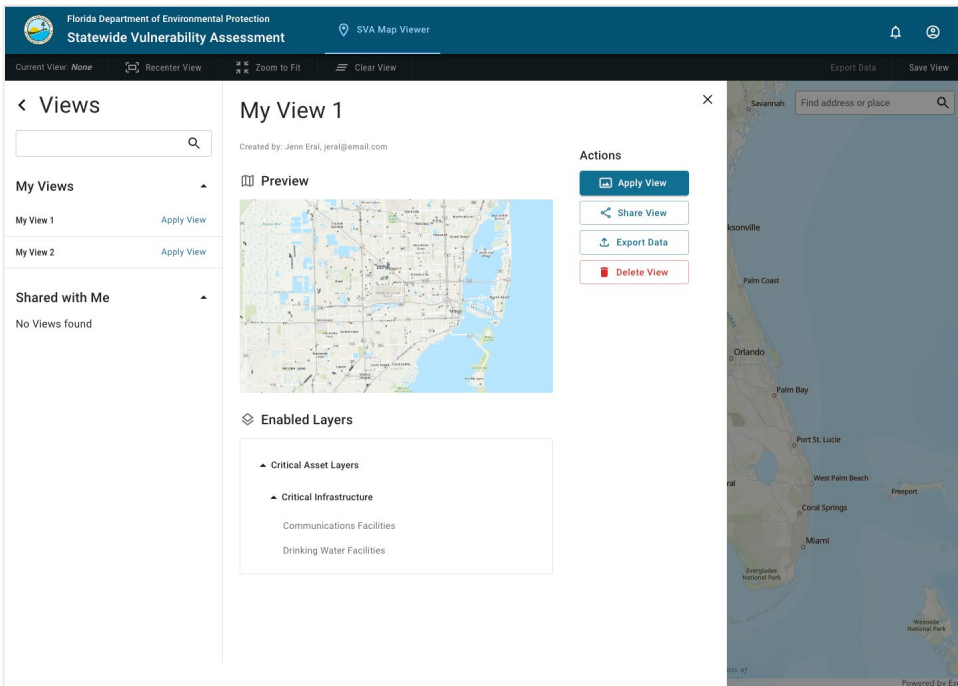 Florida Department of Environmental Protection
Statewide Vulnerability Assessment
SVA Map Viewer
Current View: None
Recenter View
Zoom to Fit
Clear View
Export Data
Save View
Views
My Views
My View 1
Apply View
My View 2
Apply View
Shared with Me
No Views found
My View 1
Created by: Jenn Eral, jeral@email.com
Preview
Miami
Enabled Layers
Critical Asset Layers
Critical Infrastructure
Communications Facilities
Drinking Water Facilities
Actions
Apply View
Share View
Export Data
Delete View
Savannah
Find address or place
ksonville
Palm Coast
Orlando
Palm Bay
Port St. Lucie
ral
West Palm Beach
Freeport
Coral Springs
Miami
Everglades
National Park
Westside
National Park
its of
Powered by Esri